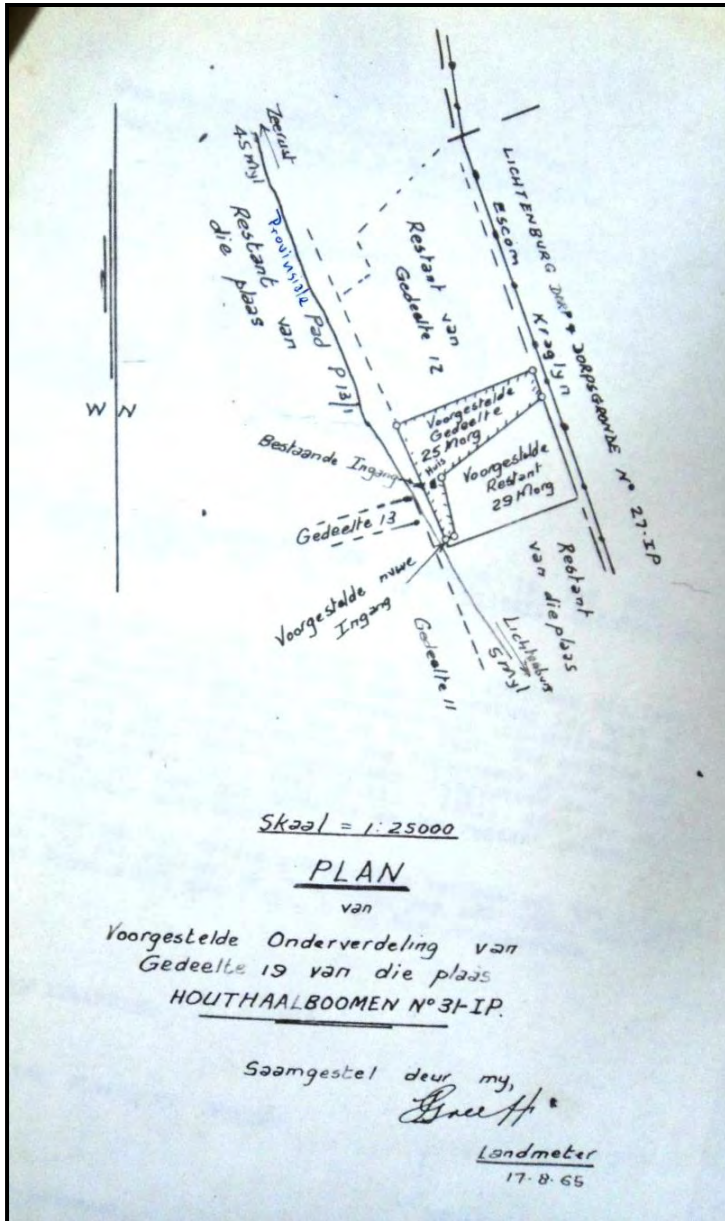 LICHTENBURG DORP & DORPSGRONDE Nº 27-IP
Escom Kraglyn
Zeerust
45 Myl
Provinsiale Pad P13/1
Restant van
die plaas
Restant van
Gedeelte 12
W N
Voorgestelde
Gedeelte
25 Morg
Huis
Voorgestelde
Restant
29 Morg
Bestaande Ingang
Gedeelte 13
Voorgestelde nuwe
Ingang
Gedeelte 11
Restant
van die plaas
Lichtenburg
5 Myl
Skaal = 1:25000
PLAN
van
Voorgestelde Onderverdeling van
Gedeelte 19 van die plaas
HOUTHAALBOOMEN Nº 31-IP.
Saamgestel deur my,
Landmeter
17-8-65